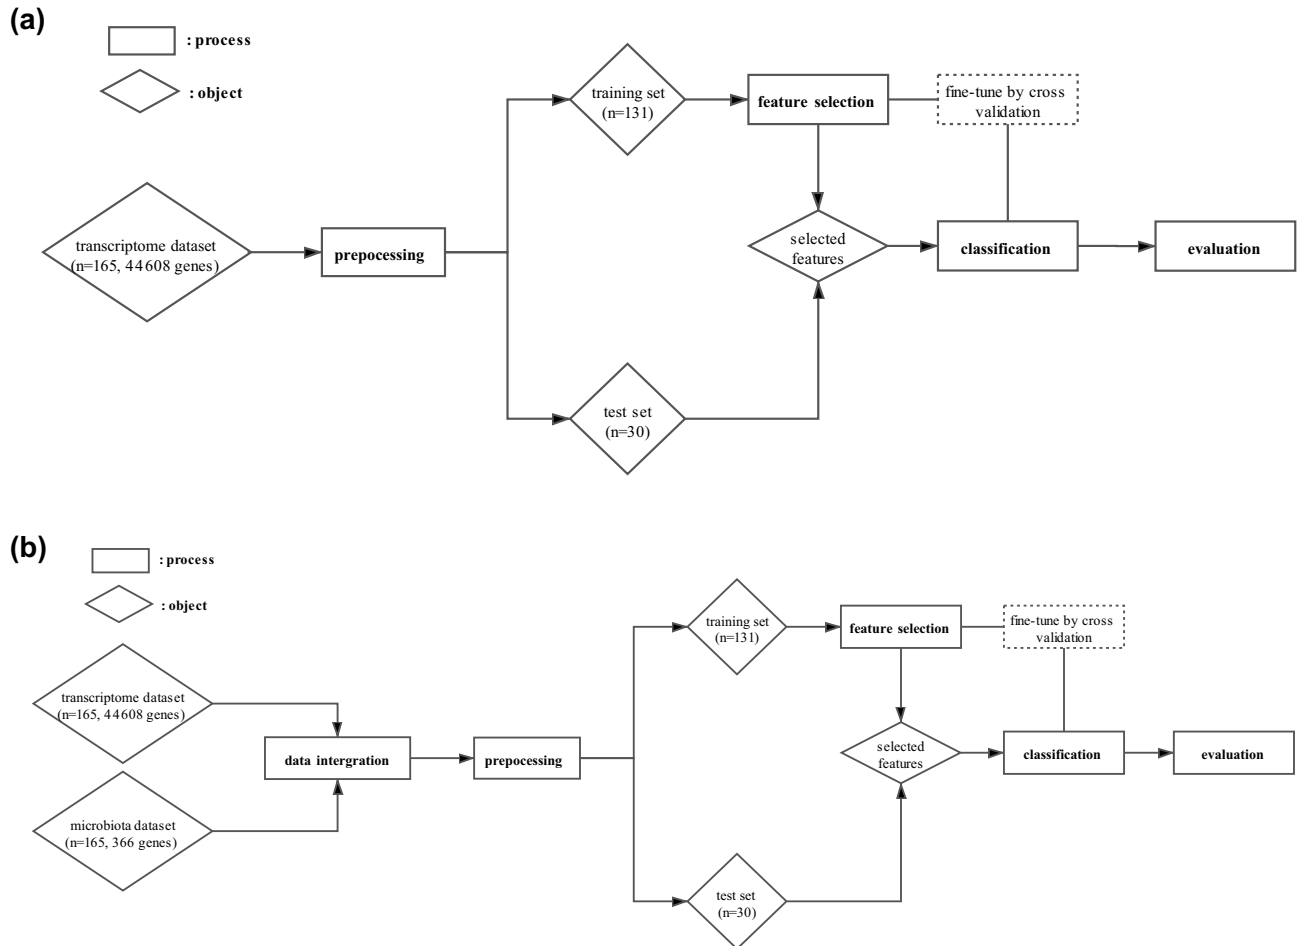 (a)
: process
: object
transcriptome dataset
(n=165, 44608 genes)
prepocessing
training set
(n=131)
feature selection
fine-tune by cross
validation
selected
features
classification
evaluation
test set
(n=30)
(b)
: process
: object
transcriptome dataset
(n=165, 44608 genes)
microbiota dataset
(n=165, 366 genes)
data intergration
prepocessing
training set
(n=131)
feature selection
fine-tune by cross
validation
selected
features
classification
evaluation
test set
(n=30)